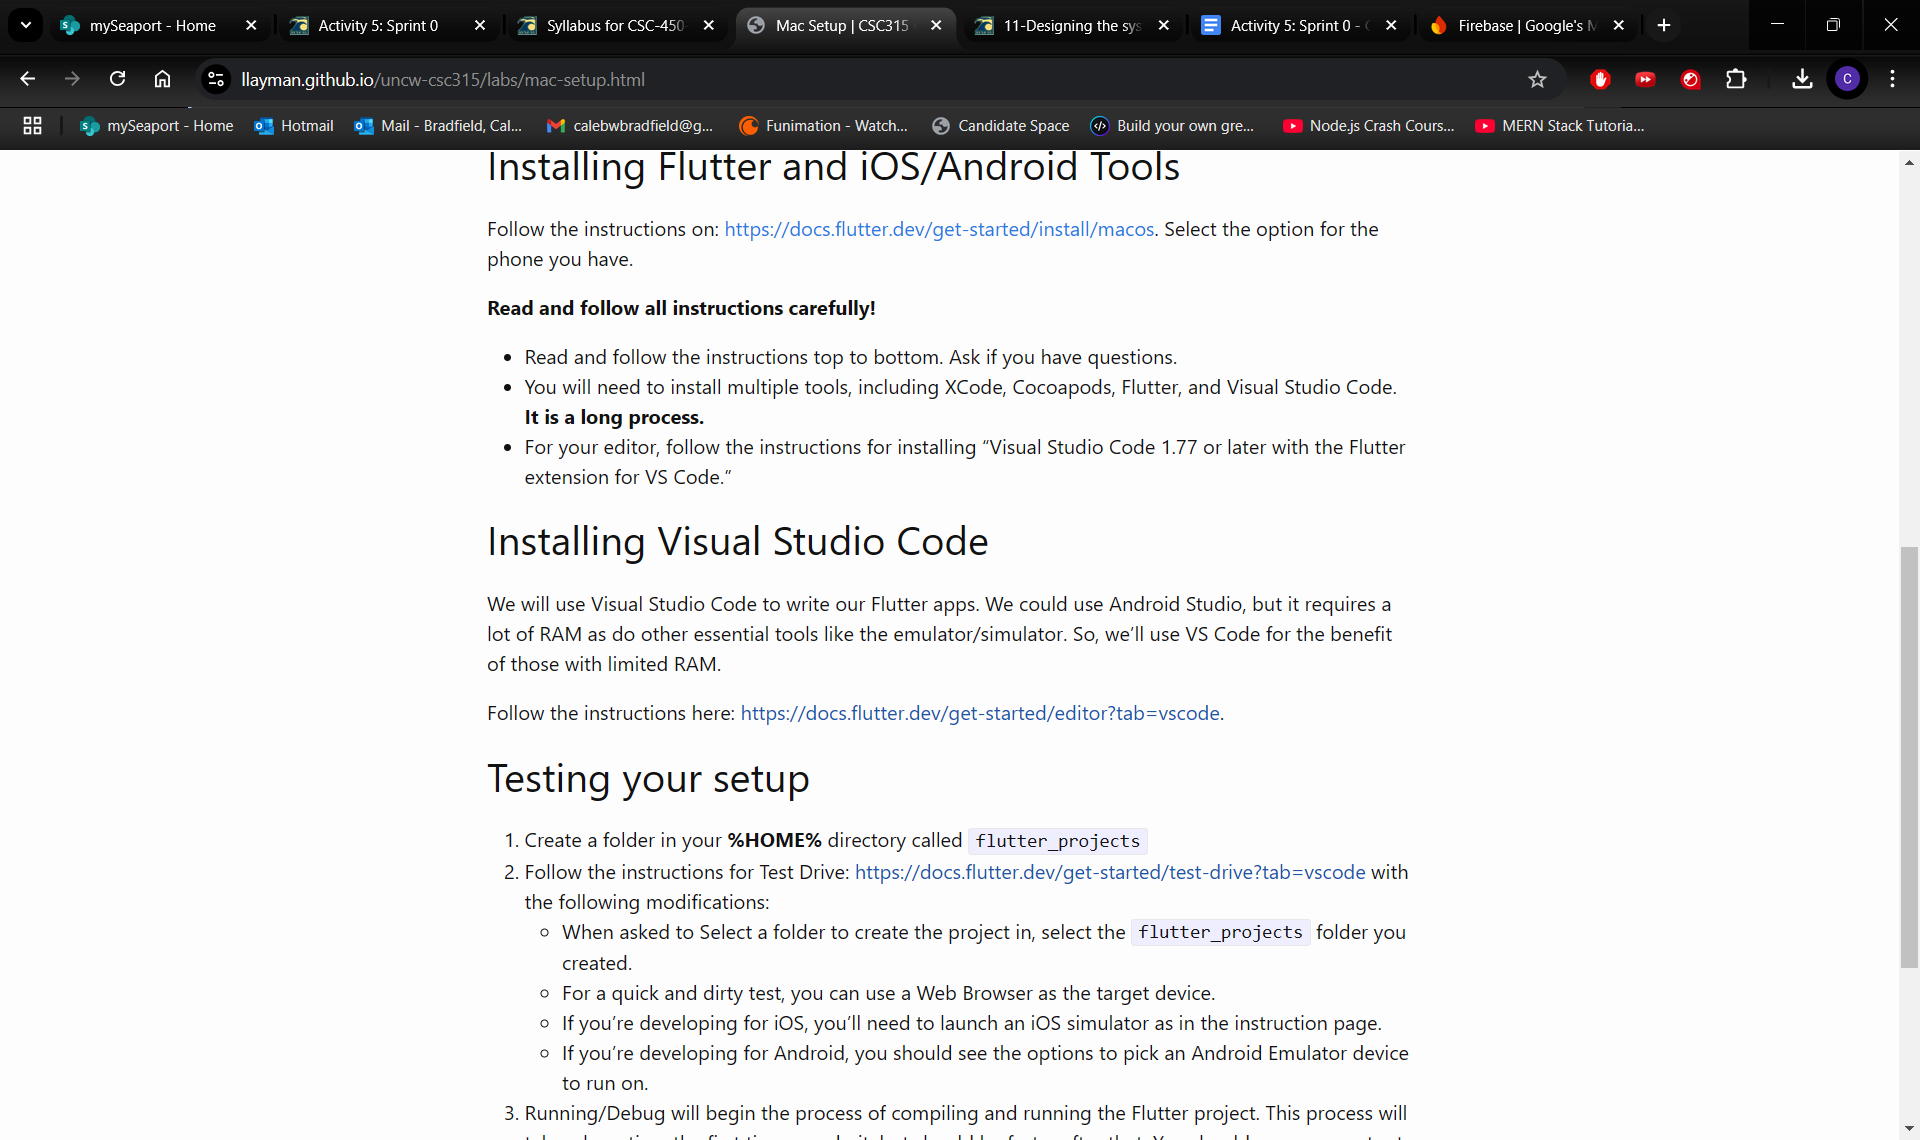 mySeaport - Home
Activity 5: Sprint 0
Syllabus for CSC-450
Mac Setup | CSC315
11-Designing the sys
Activity 5: Sprint 0 -
Firebase | Google's
llayman.github.io/uncw-csc315/labs/mac-setup.html
C
mySeaport - Home
Hotmail
Mail - Bradfield, Cal...
calebwbradfield@g...
Funimation - Watch...
Candidate Space
Build your own gre...
Node.js Crash Cours...
MERN Stack Tutoria...
Installing Flutter and iOS/Android Tools
Follow the instructions on: https://docs.flutter.dev/get-started/install/macos. Select the option for the
phone you have.
Read and follow all instructions carefully!
Read and follow the instructions top to bottom. Ask if you have questions.
You will need to install multiple tools, including XCode, Cocoapods, Flutter, and Visual Studio Code.
It is a long process.
For your editor, follow the instructions for installing “Visual Studio Code 1.77 or later with the Flutter
extension for VS Code.”
Installing Visual Studio Code
We will use Visual Studio Code to write our Flutter apps. We could use Android Studio, but it requires a
lot of RAM as do other essential tools like the emulator/simulator. So, we’ll use VS Code for the benefit
of those with limited RAM.
Follow the instructions here: https://docs.flutter.dev/get-started/editor?tab=vscode.
Testing your setup
1. Create a folder in your %HOME% directory called flutter_projects
2. Follow the instructions for Test Drive: https://docs.flutter.dev/get-started/test-drive?tab=vscode with
the following modifications:
When asked to Select a folder to create the project in, select the flutter_projects folder you
created.
For a quick and dirty test, you can use a Web Browser as the target device.
If you’re developing for iOS, you’ll need to launch an iOS simulator as in the instruction page.
If you’re developing for Android, you should see the options to pick an Android Emulator device
to run on.
3. Running/Debug will begin the process of compiling and running the Flutter project. This process will